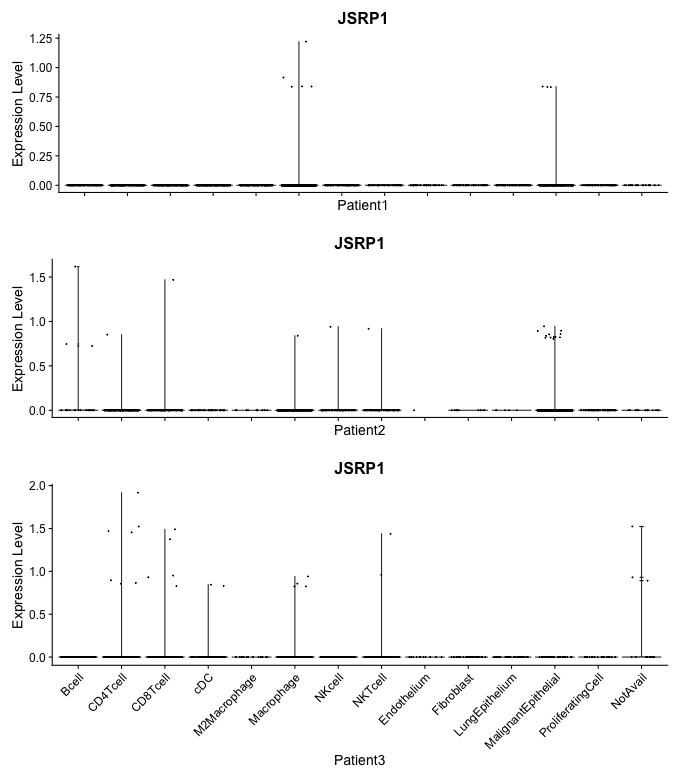 JSRP1
Expression Level
1.25
1.00
0.75
0.50
0.25
0.00
Patient1
JSRP1
Expression Level
1.5
1.0
0.5
0.0
Patient2
JSRP1
Expression Level
2.0
1.5
1.0
0.5
0.0
Bcell
CD4Tcell
CD8Tcell
cDC
M2Macrophage
Macrophage
NKcell
NKTcell
Endothelium
Fibroblast
LungEpithelium
MalignantEpithelial
ProliferatingCell
NotAvail
Patient3